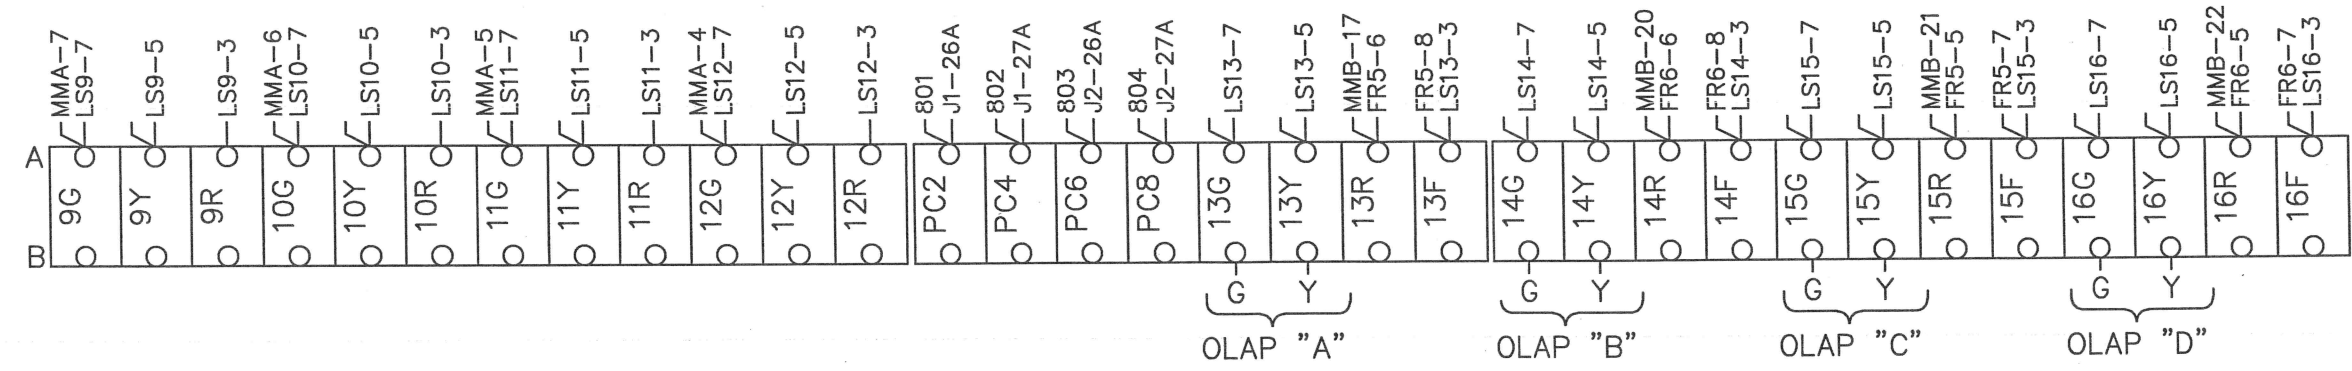 MMA-7
LS9-7
LS9-5
LS9-3
MMA-6
LS10-7
LS10-5
LS10-3
MMA-5
LS11-7
LS11-5
LS11-3
MMA-4
LS12-7
LS12-5
LS12-3
801
J1-26A
802
J1-27A
803
J2-26A
804
J2-27A
LS13-7
LS13-5
MMB-17
FR5-6
FR5-8
LS13-3
LS14-7
LS14-5
MMB-20
FR6-6
FR6-8
LS14-3
LS15-7
LS15-5
MMB-21
FR5-5
FR5-7
LS15-3
LS16-7
LS16-5
MMB-22
FR6-5
FR6-7
LS16-3
A
9G
9Y
9R
10G
10Y
10R
11G
11Y
11R
12G
12Y
12R
PC2
PC4
PC6
PC8
13G
13Y
13R
13F
14G
14Y
14R
14F
15G
15Y
15R
15F
16G
16Y
16R
16F
B
G Y
G Y
G Y
G Y
OLAP "A"
OLAP "B"
OLAP "C"
OLAP "D"